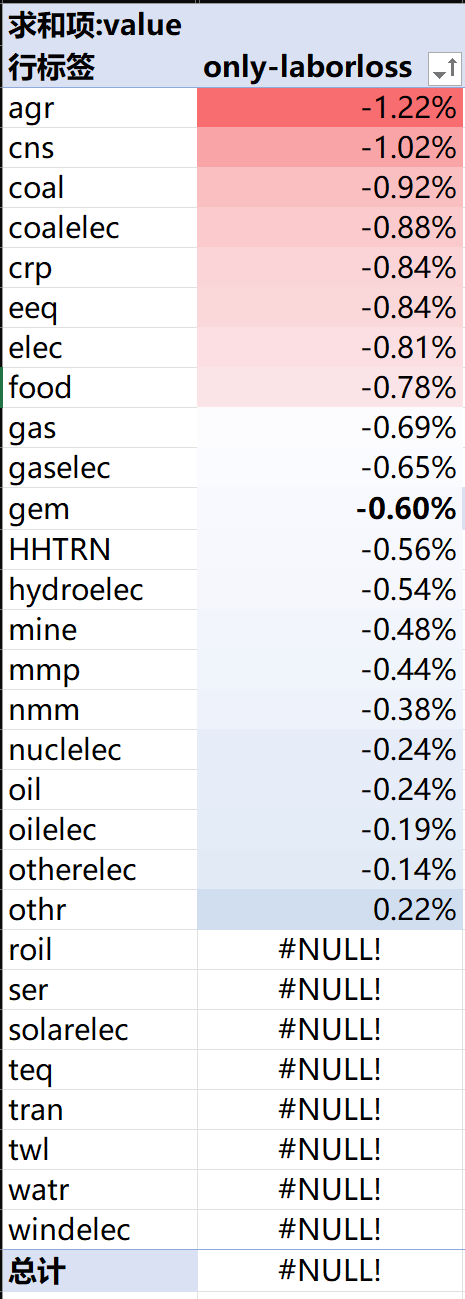 求和项:value
行标签 only-laborloss
agr -1.22%
cns -1.02%
coal -0.92%
coalelec -0.88%
crp -0.84%
eeq -0.84%
elec -0.81%
food -0.78%
gas -0.69%
gaselec -0.65%
gem -0.60%
HHTRN -0.56%
hydroelec -0.54%
mine -0.48%
mmp -0.44%
nmm -0.38%
nuclelec -0.24%
oil -0.24%
oilelec -0.19%
otherelec -0.14%
othr 0.22%
roil #NULL!
ser #NULL!
solarelec #NULL!
teq #NULL!
tran #NULL!
twl #NULL!
watr #NULL!
windelec #NULL!
总计 #NULL!